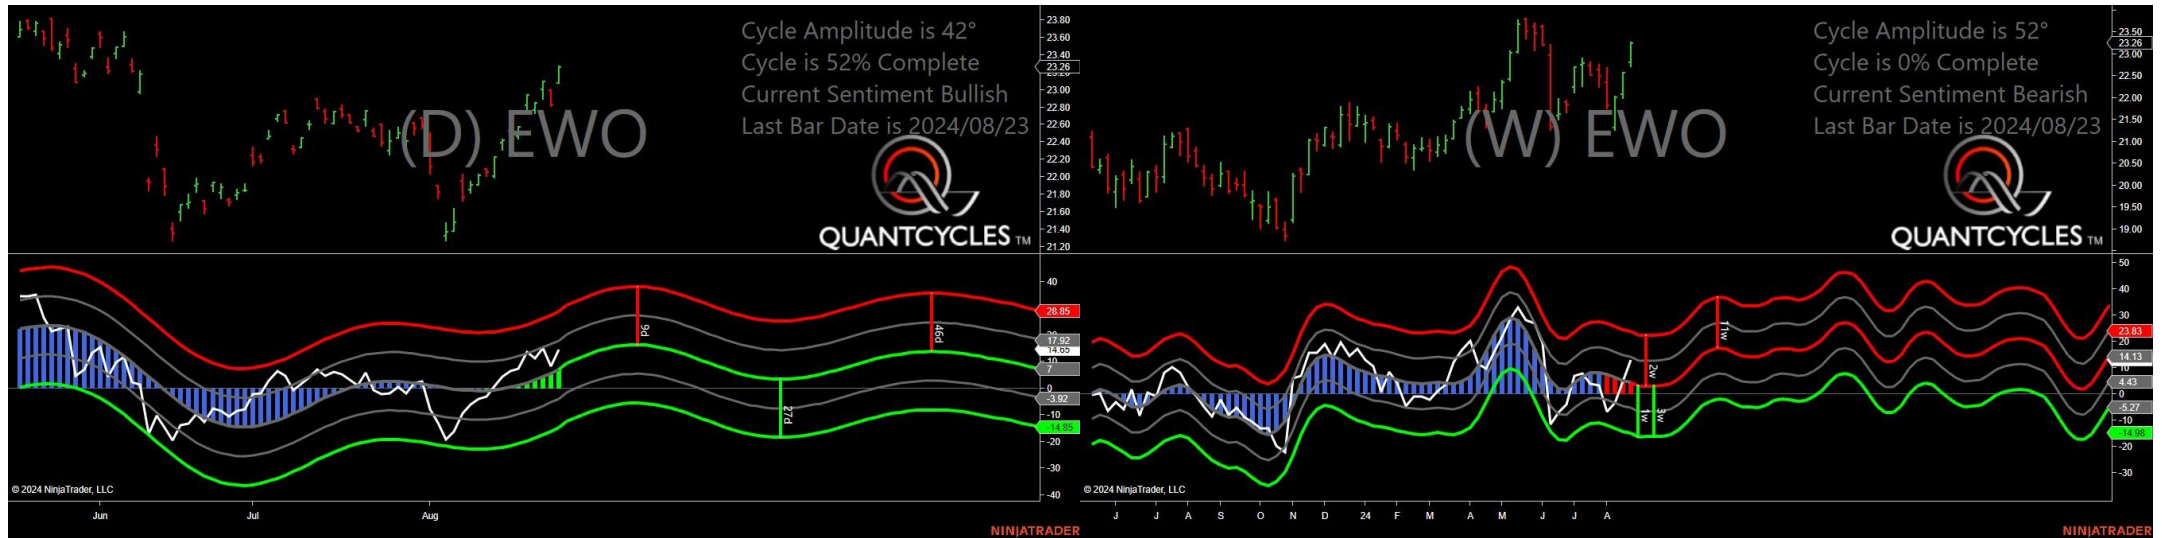 Cycle Amplitude is 42°
Cycle is 52% Complete
Current Sentiment Bullish
Last Bar Date is 2024/08/23
(D) EWO
QUANTCYCLES TM
23.80
23.60
23.40
23.26
23.00
22.80
22.60
22.40
22.20
22.00
21.80
21.60
21.40
21.20
9d
46d
27d
40
28.85
17.92
14.65
10
7
0
-3.92
-10
-14.85
-20
-30
-40
© 2024 NinjaTrader, LLC
Jun Jul Aug
NINJATRADER
Cycle Amplitude is 52°
Cycle is 0% Complete
Current Sentiment Bearish
Last Bar Date is 2024/08/23
(W) EWO
QUANTCYCLES TM
23.50
23.26
23.00
22.50
22.00
21.50
21.00
20.50
20.00
19.50
19.00
11w
2w
1w
3w
50
40
30
23.83
20
14.13
10
4.43
0
-5.27
-10
-14.98
-20
-30
© 2024 NinjaTrader, LLC
J J A S O N D 24 F M A M J J A
NINJATRADER